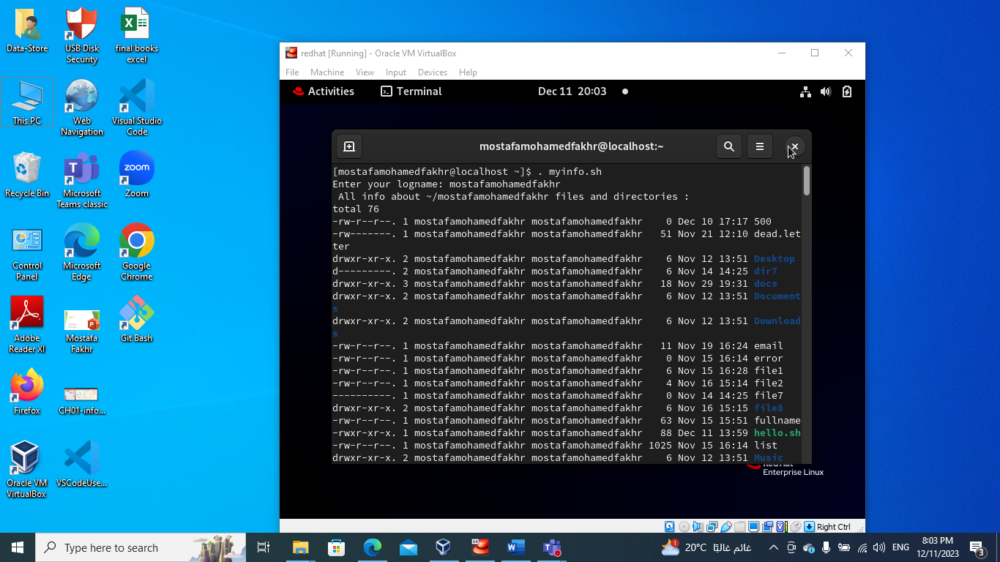 Data-Store
USB Disk Security
final books excel
This PC
Web Navigation
Visual Studio Code
Recycle Bin
Microsoft Teams classic
zoom
Zoom
Control Panel
Microsoft Edge
Google Chrome
Adobe Reader XI
Mostafa Fakhr
Git Bash
Firefox
CH01-info...
Oracle VM VirtualBox
VSCodeUse...
redhat [Running] - Oracle VM VirtualBox
File Machine View Input Devices Help
Activities Terminal Dec 11 20:03
mostafamohamedfakhr@localhost:~
[mostafamohamedfakhr@localhost ~]$ . myinfo.sh
Enter your logname: mostafamohamedfakhr
All info about ~/mostafamohamedfakhr files and directories :
total 76
-rw-r--r--. 1 mostafamohamedfakhr mostafamohamedfakhr 0 Dec 10 17:17 500
-rw-------. 1 mostafamohamedfakhr mostafamohamedfakhr 51 Nov 21 12:10 dead.let
ter
drwxr-xr-x. 2 mostafamohamedfakhr mostafamohamedfakhr 6 Nov 12 13:51 Desktop
d---------. 2 mostafamohamedfakhr mostafamohamedfakhr 6 Nov 14 14:25 dir7
drwxr-xr-x. 3 mostafamohamedfakhr mostafamohamedfakhr 18 Nov 29 19:31 docs
drwxr-xr-x. 2 mostafamohamedfakhr mostafamohamedfakhr 6 Nov 12 13:51 Document
s
drwxr-xr-x. 2 mostafamohamedfakhr mostafamohamedfakhr 6 Nov 12 13:51 Download
s
-rw-r--r--. 1 mostafamohamedfakhr mostafamohamedfakhr 11 Nov 19 16:24 email
-rw-r--r--. 1 mostafamohamedfakhr mostafamohamedfakhr 0 Nov 15 16:14 error
-rw-r--r--. 1 mostafamohamedfakhr mostafamohamedfakhr 6 Nov 15 16:28 file1
-rw-r--r--. 1 mostafamohamedfakhr mostafamohamedfakhr 4 Nov 16 15:14 file2
----------. 1 mostafamohamedfakhr mostafamohamedfakhr 0 Nov 14 14:25 file7
drwxr-xr-x. 2 mostafamohamedfakhr mostafamohamedfakhr 6 Nov 16 15:15 file8
-rw-r--r--. 1 mostafamohamedfakhr mostafamohamedfakhr 63 Nov 15 15:51 fullname
-rwxr-xr-x. 1 mostafamohamedfakhr mostafamohamedfakhr 88 Dec 11 13:59 hello.sh
-rw-r--r--. 1 mostafamohamedfakhr mostafamohamedfakhr 1025 Nov 15 16:14 list
drwxr-xr-x. 2 mostafamohamedfakhr mostafamohamedfakhr 6 Nov 12 13:51 Music
Red Hat
Enterprise Linux
Right Ctrl
Type here to search
1
20°C غائم غالبًا
ENG
8:03 PM
12/11/2023
3